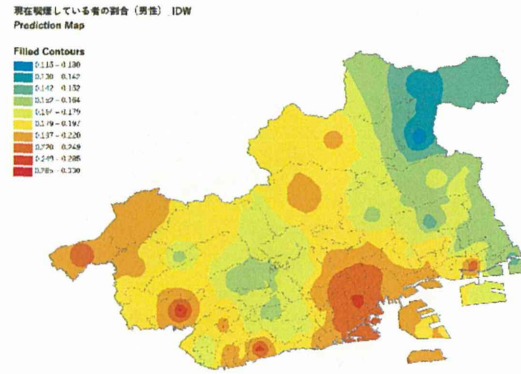 現在喫煙している者の割合（男性） IDW
Prediction Map
Filled Contours
0.115 – 0.130
0.130 – 0.142
0.142 – 0.152
0.152 – 0.164
0.164 – 0.179
0.179 – 0.197
0.197 – 0.220
0.220 – 0.249
0.249 – 0.285
0.285 – 0.330